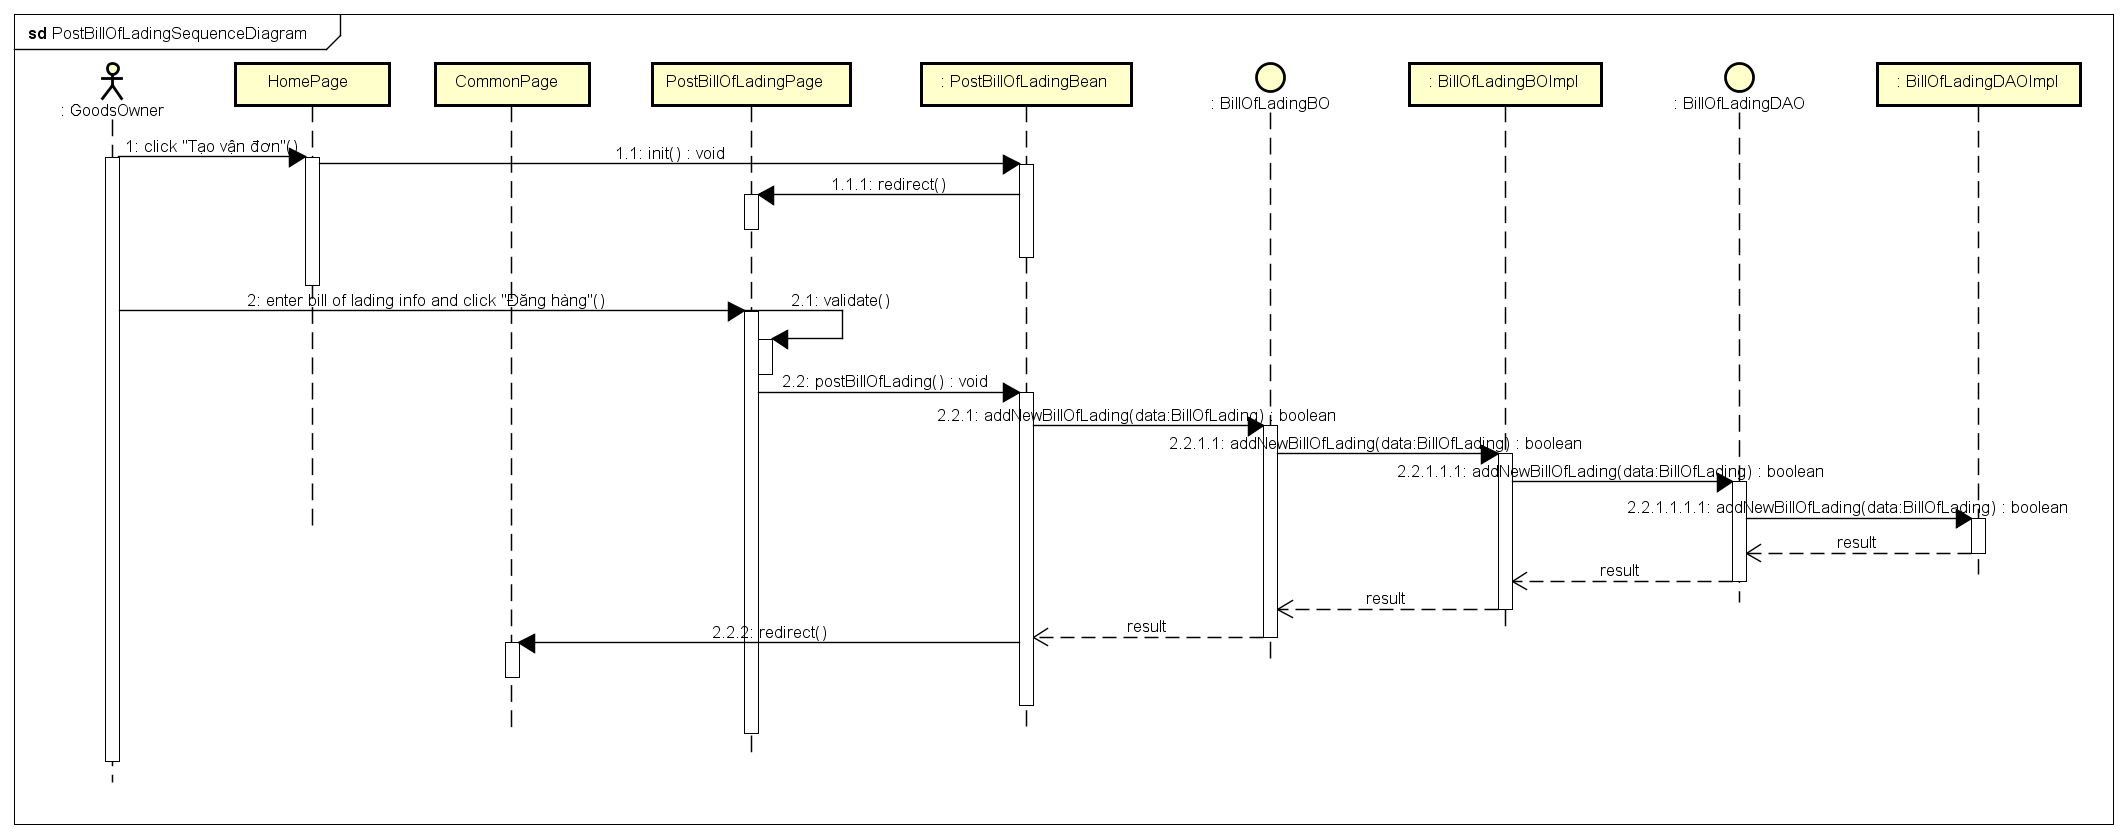 sd PostBillOfLadingSequenceDiagram
HomePage
CommonPage
PostBillOfLadingPage
: PostBillOfLadingBean
: BillOfLadingBO
: BillOfLadingBOImpl
: BillOfLadingDAO
: BillOfLadingDAOImpl
: GoodsOwner
1: click "Tạo vận đơn"()
1.1: init() : void
1.1.1: redirect()
2: enter bill of lading info and click "Đăng hàng"()
2.1: validate()
2.2: postBillOfLading() : void
2.2.1: addNewBillOfLading(data:BillOfLading) : boolean
2.2.1.1: addNewBillOfLading(data:BillOfLading) : boolean
2.2.1.1.1: addNewBillOfLading(data:BillOfLading) : boolean
2.2.1.1.1.1: addNewBillOfLading(data:BillOfLading) : boolean
result
result
result
result
2.2.2: redirect()